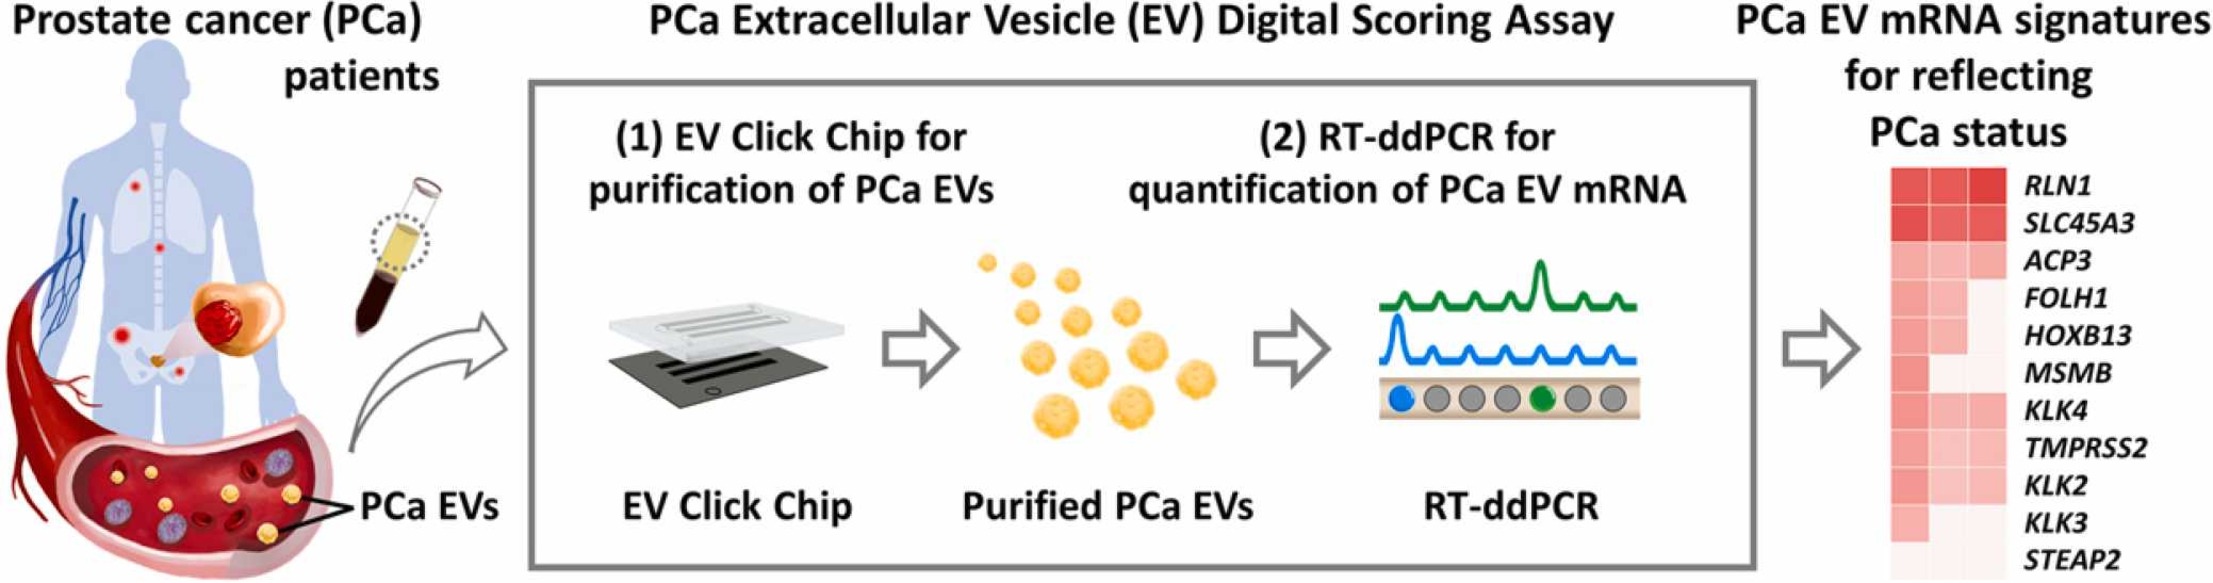 Prostate cancer (PCa)
patients
PCa EVs
PCa Extracellular Vesicle (EV) Digital Scoring Assay
(1) EV Click Chip for
purification of PCa EVs
(2) RT-ddPCR for
quantification of PCa EV mRNA
EV Click Chip
Purified PCa EVs
RT-ddPCR
PCa EV mRNA signatures
for reflecting
PCa status
RLN1
SLC45A3
ACP3
FOLH1
HOXB13
MSMB
KLK4
TMPRSS2
KLK2
KLK3
STEAP2